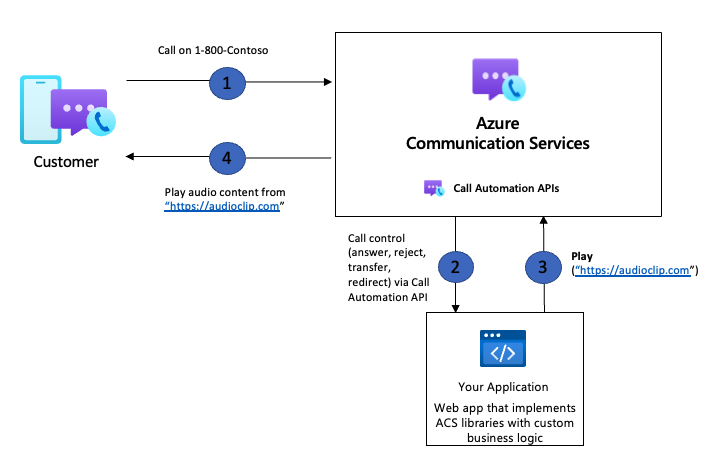 Call on 1-800-Contoso
1
Customer
4
Play audio content from
“https://audioclip.com”
Azure
Communication Services
Call Automation APIs
Call control
(answer, reject,
transfer,
redirect) via Call
Automation API
2
3
Play
(“https://audioclip.com”)
Your Application
Web app that implements
ACS libraries with custom
business logic